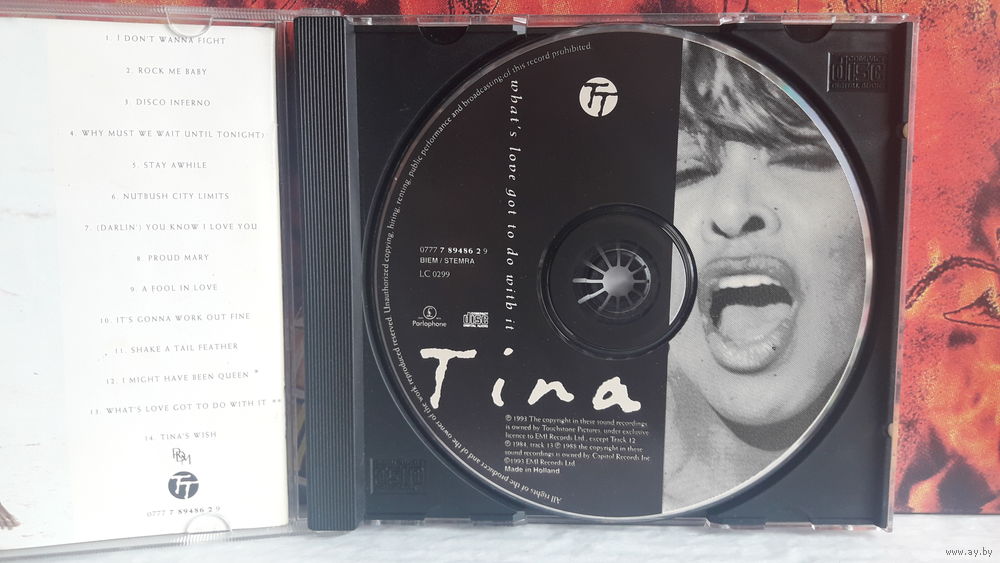 1. I DON'T WANNA FIGHT
2. ROCK ME BABY
3. DISCO INFERNO
4. WHY MUST WE WAIT UNTIL TONIGHT?
5. STAY AWHILE
6. NUTBUSH CITY LIMITS
7. (DARLIN') YOU KNOW I LOVE YOU
8. PROUD MARY
9. A FOOL IN LOVE
10. IT'S GONNA WORK OUT FINE
11. SHAKE A TAIL FEATHER
12. I MIGHT HAVE BEEN QUEEN *
13. WHAT'S LOVE GOT TO DO WITH IT **
14. TINA'S WISH
TT
0777 7 89486 2 9
All rights of the producer and of the owner of the work reproduced reserved. Unauthorized copying, hiring, renting, public performance and broadcasting of this record prohibited.
TT
what's love got to do with it
0777 7 89486 2 9
BIEM / STEMRA
LC 0299
Parlophone
COMPACT
disc
DIGITAL AUDIO
Tina
℗ 1993 The copyright in these sound recordings
is owned by Touchstone Pictures, under exclusive
licence to EMI Records Ltd., except Track 12
℗ 1984, track 13 ℗ 1988 the copyright in these
sound recordings is owned by Capitol Records Inc.
©1993 EMI Records Ltd
Made in Holland
COMPACT
disc
DIGITAL AUDIO
www.ay.by